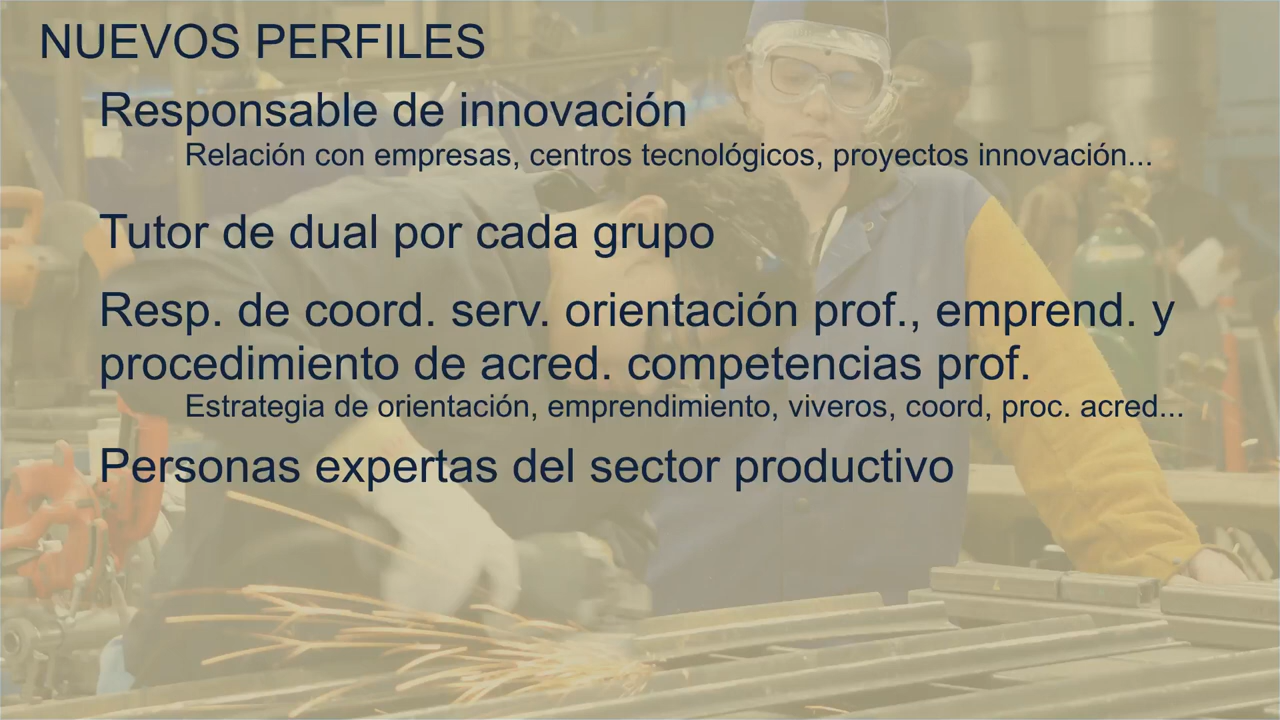 NUEVOS PERFILES
Responsable de innovación
Relación con empresas, centros tecnológicos, proyectos innovación...
Tutor de dual por cada grupo
Resp. de coord. serv. orientación prof., emprend. y
procedimiento de acred. competencias prof.
Estrategia de orientación, emprendimiento, viveros, coord, proc. acred...
Personas expertas del sector productivo